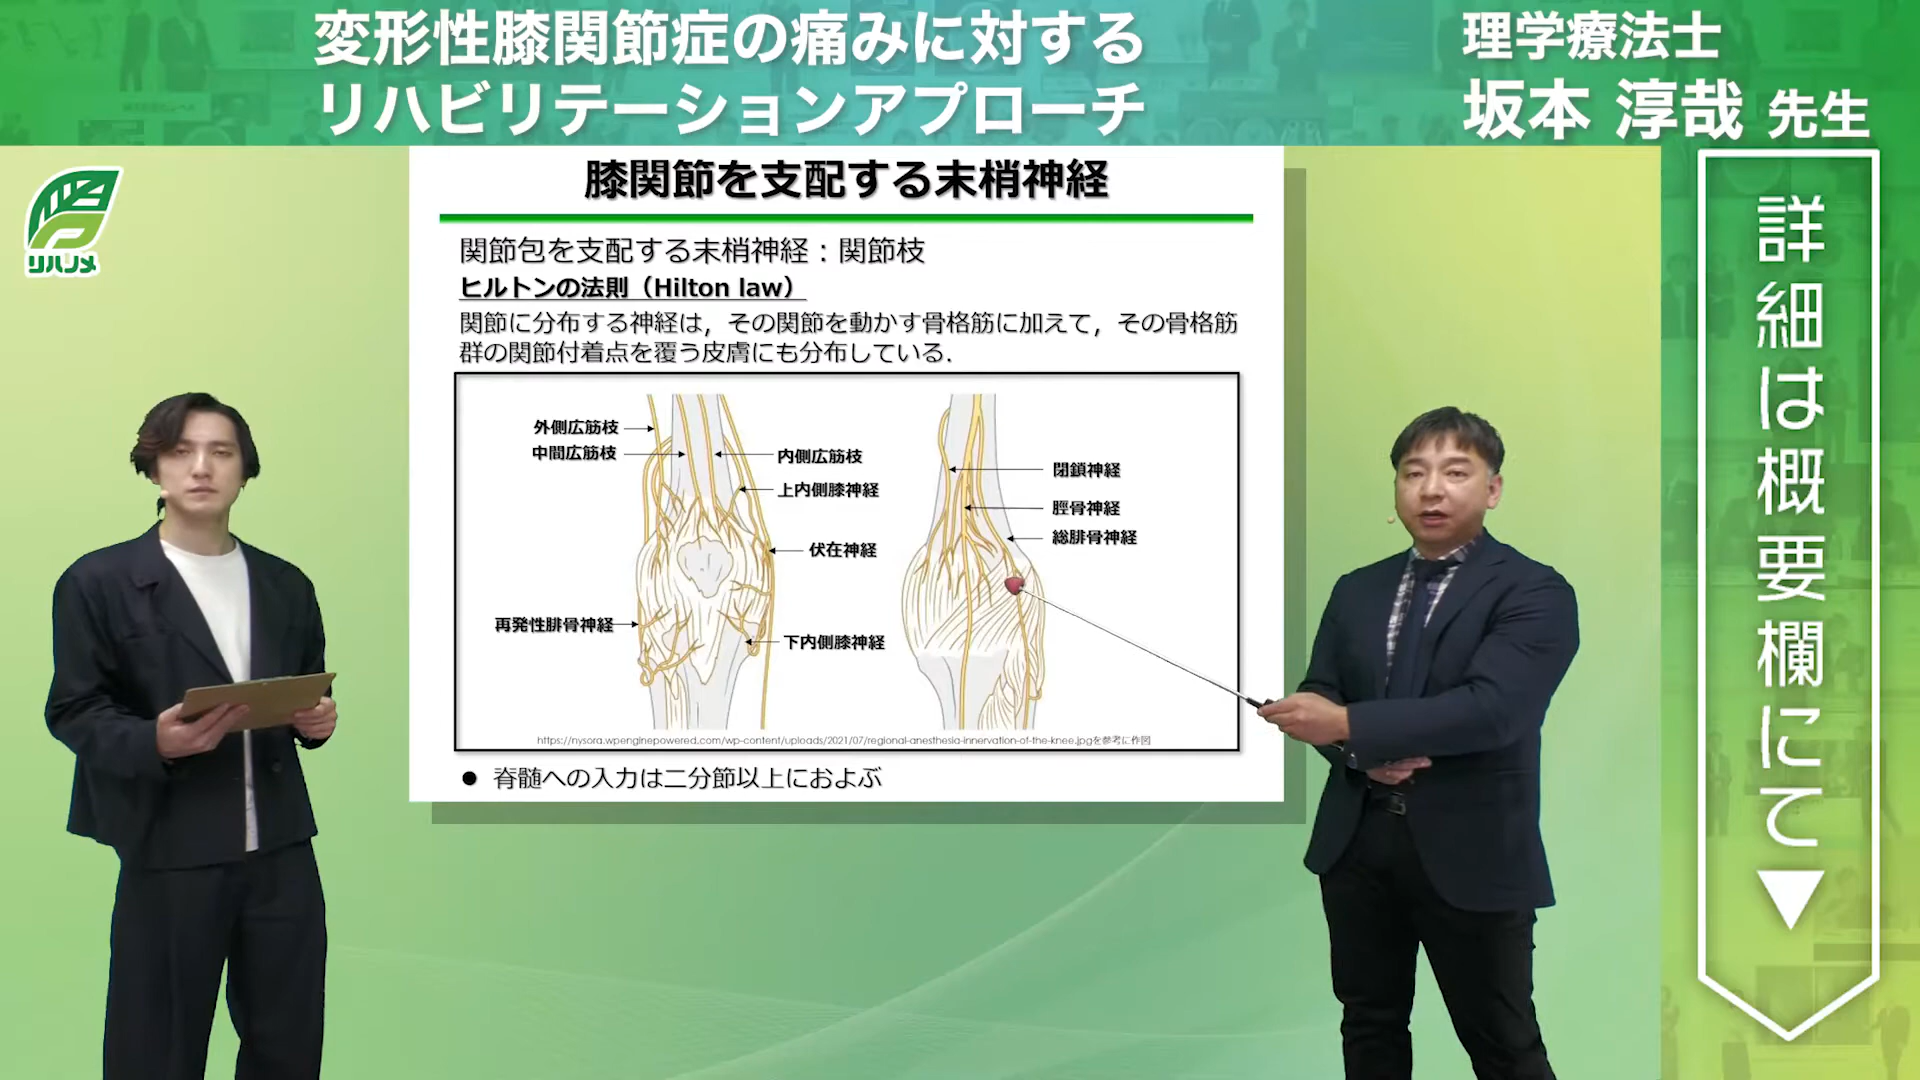 変形性膝関節症の痛みに対する
リハビリテーションアプローチ
理学療法士
坂本 淳哉 先生
リハノメ
詳細は概要欄にて▼
膝関節を支配する末梢神経
関節包を支配する末梢神経：関節枝
ヒルトンの法則（Hilton law）
関節に分布する神経は，その関節を動かす骨格筋に加えて，その骨格筋
群の関節付着点を覆う皮膚にも分布している．
外側広筋枝
中間広筋枝
内側広筋枝
上内側膝神経
伏在神経
再発性腓骨神経
下内側膝神経
閉鎖神経
脛骨神経
総腓骨神経
https://nysora.wpenginepowered.com/wp-content/uploads/2021/07/regional-anesthesia-innervation-of-the-knee.jpgを参考に作図
● 脊髄への入力は二分節以上におよぶ